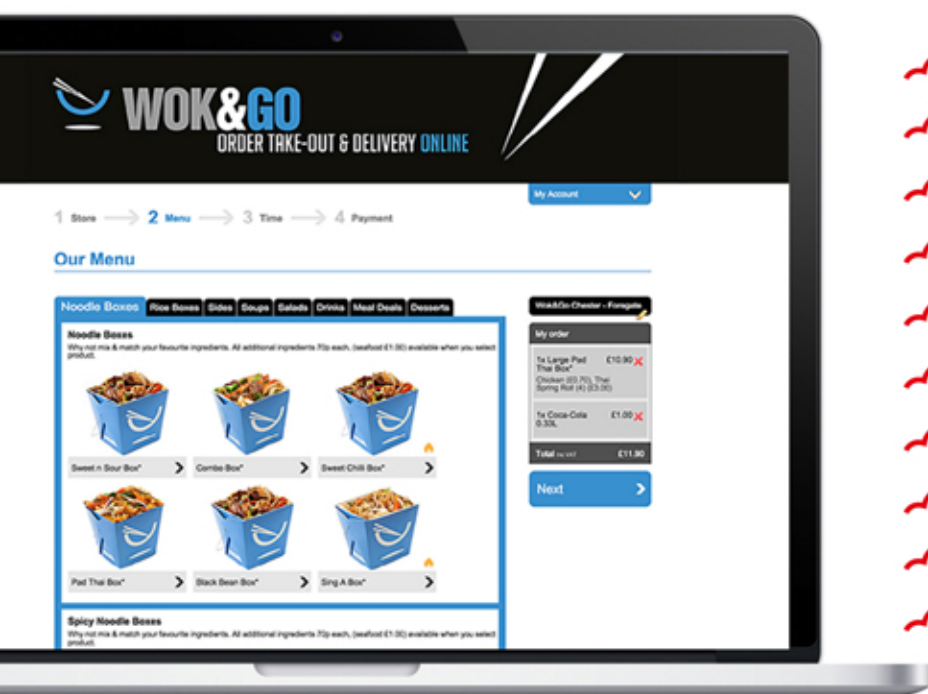 WOK&GO
ORDER TAKE-OUT & DELIVERY ONLINE
My Account
1 Store 2 Menu 3 Time 4 Payment
Our Menu
Noodle Boxes Rice Boxes Sides Soups Salads Drinks Meal Deals Desserts
Noodle Boxes
Why not mix & match your favourite ingredients. All additional ingredients 70p each, (seafood £1.00) available when you select
product.
Sweet n Sour Box* Combo Box* Sweet Chilli Box*
Pad Thai Box* Black Bean Box* Sing A Box*
Spicy Noodle Boxes
Why not mix & match your favourite ingredients. All additional ingredients 70p each, (seafood £1.00) available when you select
product.
Wok&Go Chester - Foregate
My order
1x Large Pad £10.90
Thai Box*
Chicken (£0.70), Thai
Spring Roll (4) (£3.00)
1x Coca-Cola £1.00
0.33L
Total inc VAT £11.90
Next